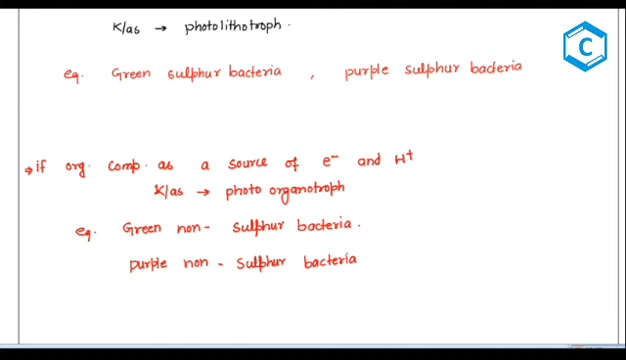 K/as → photolithotroph.
C
eg. Green sulphur bacteria , purple sulphur bacteria
→ if org. comp. as a source of e⁻ and H⁺
K/as → photo organotroph
eg. Green non - sulphur bacteria.
purple non - sulphur bacteria